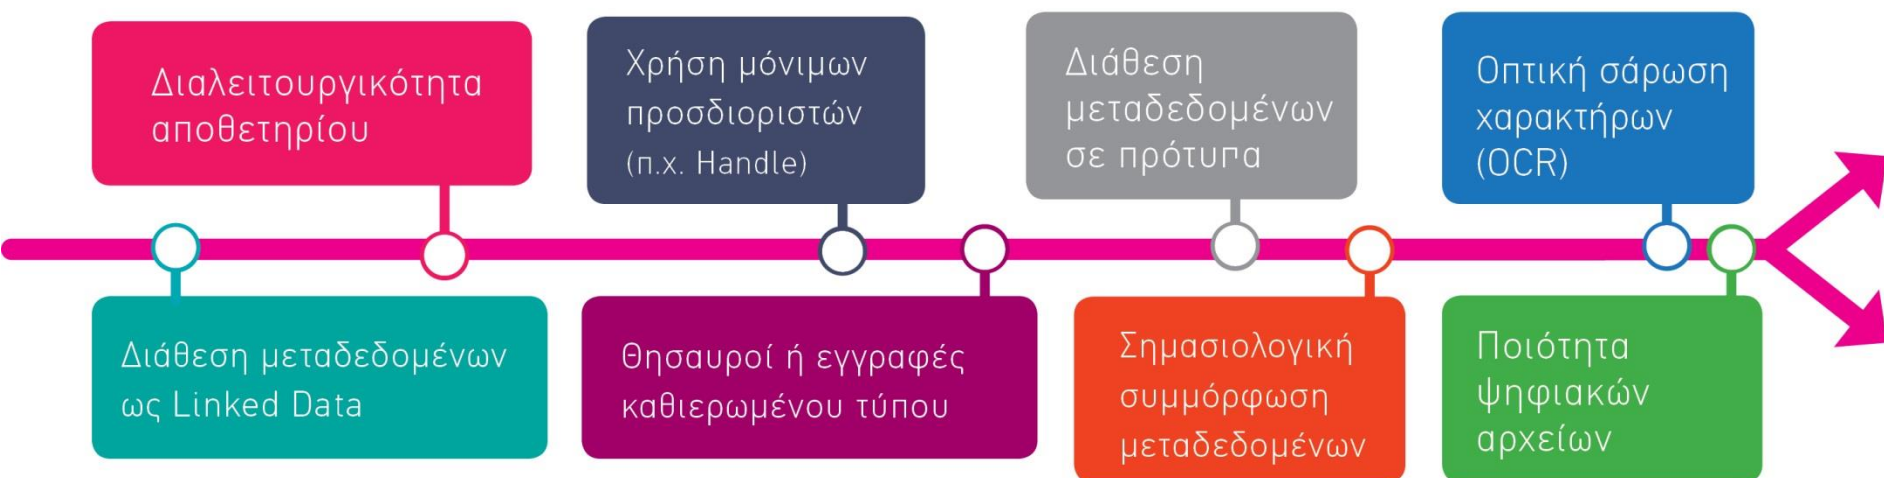 Διαλειτουργικότητα
αποθετηρίου
Χρήση μόνιμων
προσδιοριστών
(π.χ. Handle)
Διάθεση
μεταδεδομένων
σε πρότυπα
Οπτική σάρωση
χαρακτήρων
(OCR)
Διάθεση μεταδεδομένων
ως Linked Data
Θησαυροί ή εγγραφές
καθιερωμένου τύπου
Σημασιολογική
συμμόρφωση
μεταδεδομένων
Ποιότητα
ψηφιακών
αρχείων